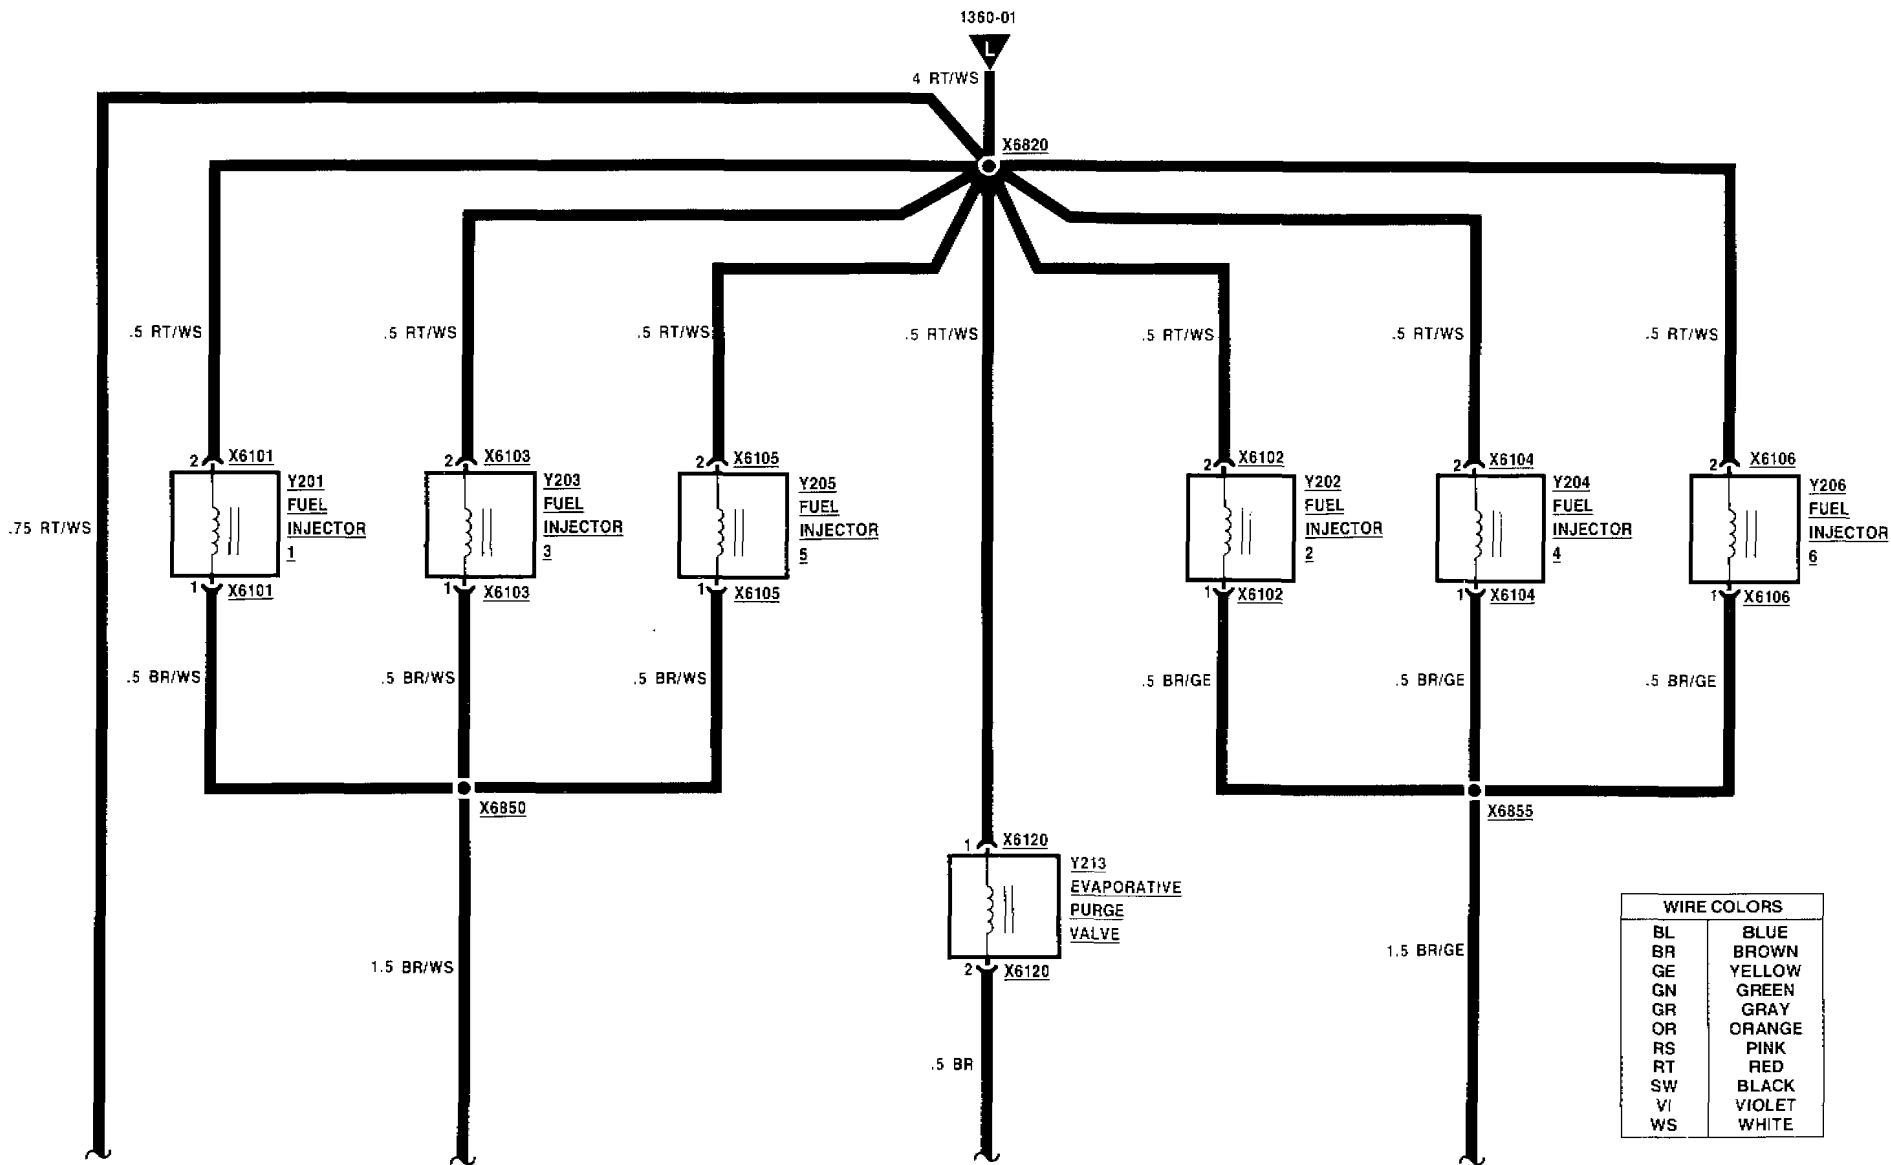 1360-01
L
4 RT/WS
X6820
.5 RT/WS
.5 RT/WS
.5 RT/WS
.5 RT/WS
.5 RT/WS
.5 RT/WS
.5 RT/WS
2 X6101
2 X6103
2 X6105
2 X6102
2 X6104
2 X6106
.75 RT/WS
Y201
FUEL
INJECTOR
1
Y203
FUEL
INJECTOR
3
Y205
FUEL
INJECTOR
5
Y202
FUEL
INJECTOR
2
Y204
FUEL
INJECTOR
4
Y206
FUEL
INJECTOR
6
1 X6101
1 X6103
1 X6105
1 X6102
1 X6104
1 X6106
.5 BR/WS
.5 BR/WS
.5 BR/WS
.5 BR/GE
.5 BR/GE
.5 BR/GE
X6850
X6855
1 X6120
Y213
EVAPORATIVE
PURGE
VALVE
2 X6120
1.5 BR/WS
1.5 BR/GE
.5 BR
WIRE COLORS
BL BLUE
BR BROWN
GE YELLOW
GN GREEN
GR GRAY
OR ORANGE
RS PINK
RT RED
SW BLACK
VI VIOLET
WS WHITE